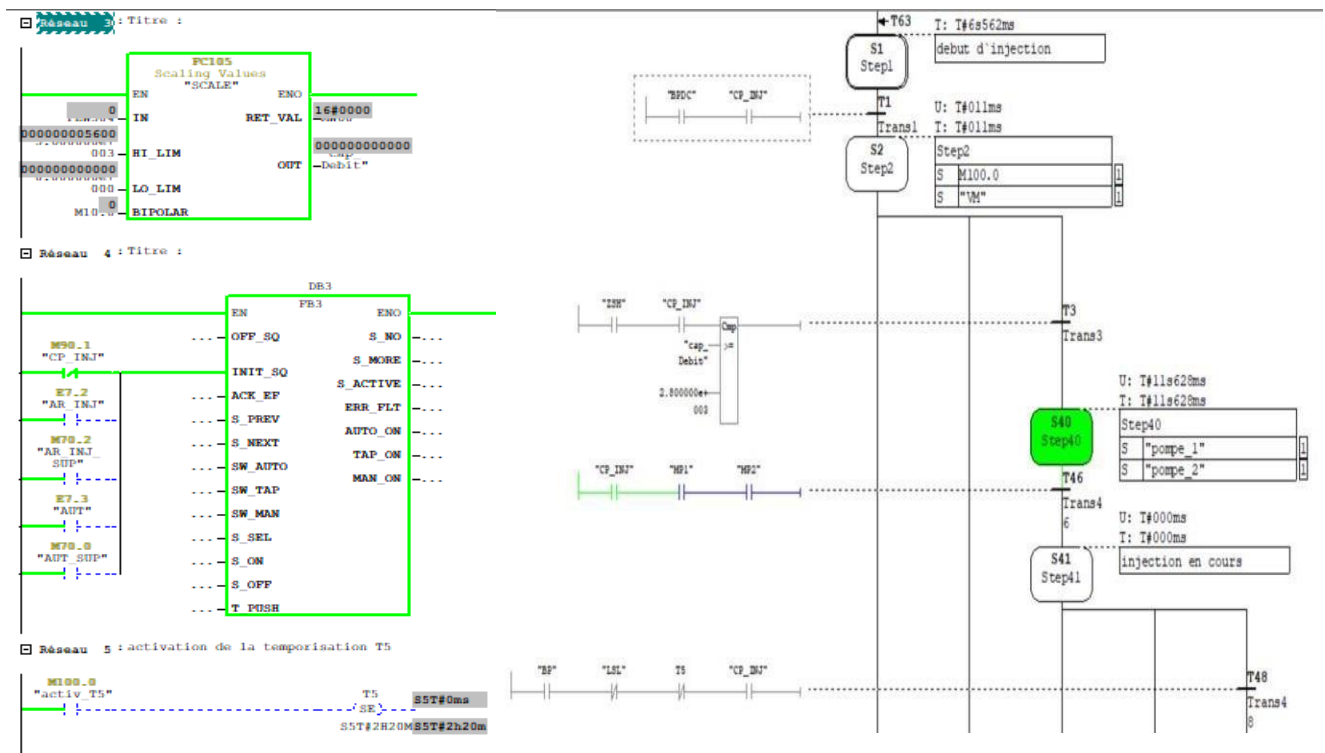 Réseau 3 : Titre :
FC105
Scaling Values
"SCALE"
EN ENO
0 IN RET_VAL 16#0000
000000005600
003 HI_LIM
000000000000
OUT Debit"
000000000000
000 LO_LIM
0
BIPOLAR
Réseau 4 : Titre :
DB3
FB3
EN ENO
... OFF_SQ S_NO ...
M90.1
"CP_INJ"
S_MORE ...
INIT_SQ
S_ACTIVE ...
E7.2
"AR_INJ"
... ACK_EF
ERR_FLT ...
... S_PREV
AUTO_ON ...
M70.2
"AR_INJ_
SUP"
... S_NEXT
TAP_ON ...
... SW_AUTO
MAN_ON ...
... SW_TAP
E7.3
"AUT"
... SW_MAN
... S_SEL
M70.0
"AUT_SUP"
... S_ON
... S_OFF
... T_PUSH
Réseau 5 : activation de la temporisation T5
M100.0
"activ_T5"
T5
SE
S5T#0ms
S5T#2H20M S5T#2h20m
T63
T: T#6s562ms
S1
Step1
debut d`injection
"BPDC" "CP_INJ"
T1
Trans1
U: T#011ms
T: T#011ms
S2
Step2
Step2
S M100.0 1
S "VM" 1
"ZSH" "CP_INJ"
Cmp
>=
"cap_
Debit"
2.800000e+
003
T3
Trans3
U: T#11s628ms
T: T#11s628ms
S40
Step40
Step40
S "pompe_1" 1
S "pompe_2" 1
"CP_INJ" "MP1" "MP2"
T46
Trans4
6
U: T#000ms
T: T#000ms
S41
Step41
injection en cours
"BP" "LSL" T5 "CP_INJ"
T48
Trans4
8